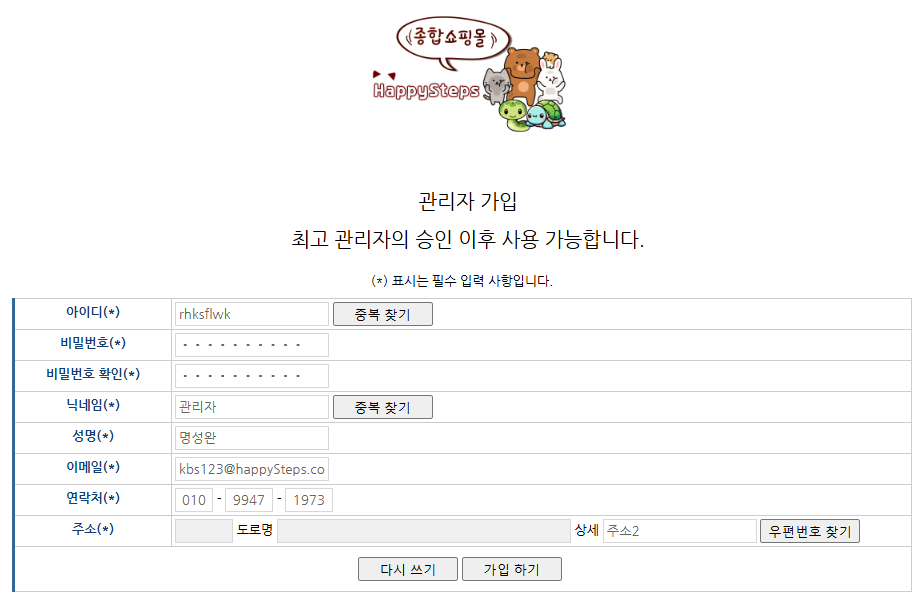 종합쇼핑몰
HappySteps
관리자 가입
최고 관리자의 승인 이후 사용 가능합니다.
(*) 표시는 필수 입력 사항입니다.
아이디(*) rhksflwk 중복 찾기
비밀번호(*) - - - - - - - - - -
비밀번호 확인(*) - - - - - - - - - -
닉네임(*) 관리자 중복 찾기
성명(*) 명성완
이메일(*) kbs123@happySteps.co
연락처(*) 010 - 9947 - 1973
주소(*) 도로명 상세 주소2 우편번호 찾기
다시 쓰기 가입 하기